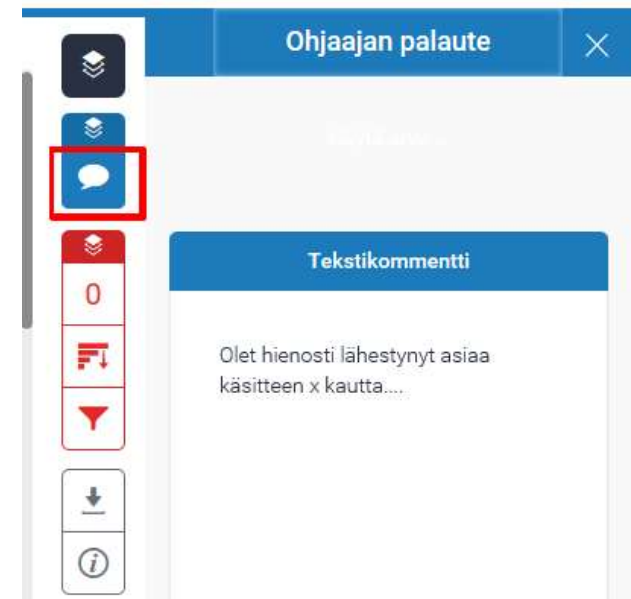 Ohjaajan palaute
0
Tekstikommentti
Olet hienosti lähestynyt asiaa
käsitteen x kautta....